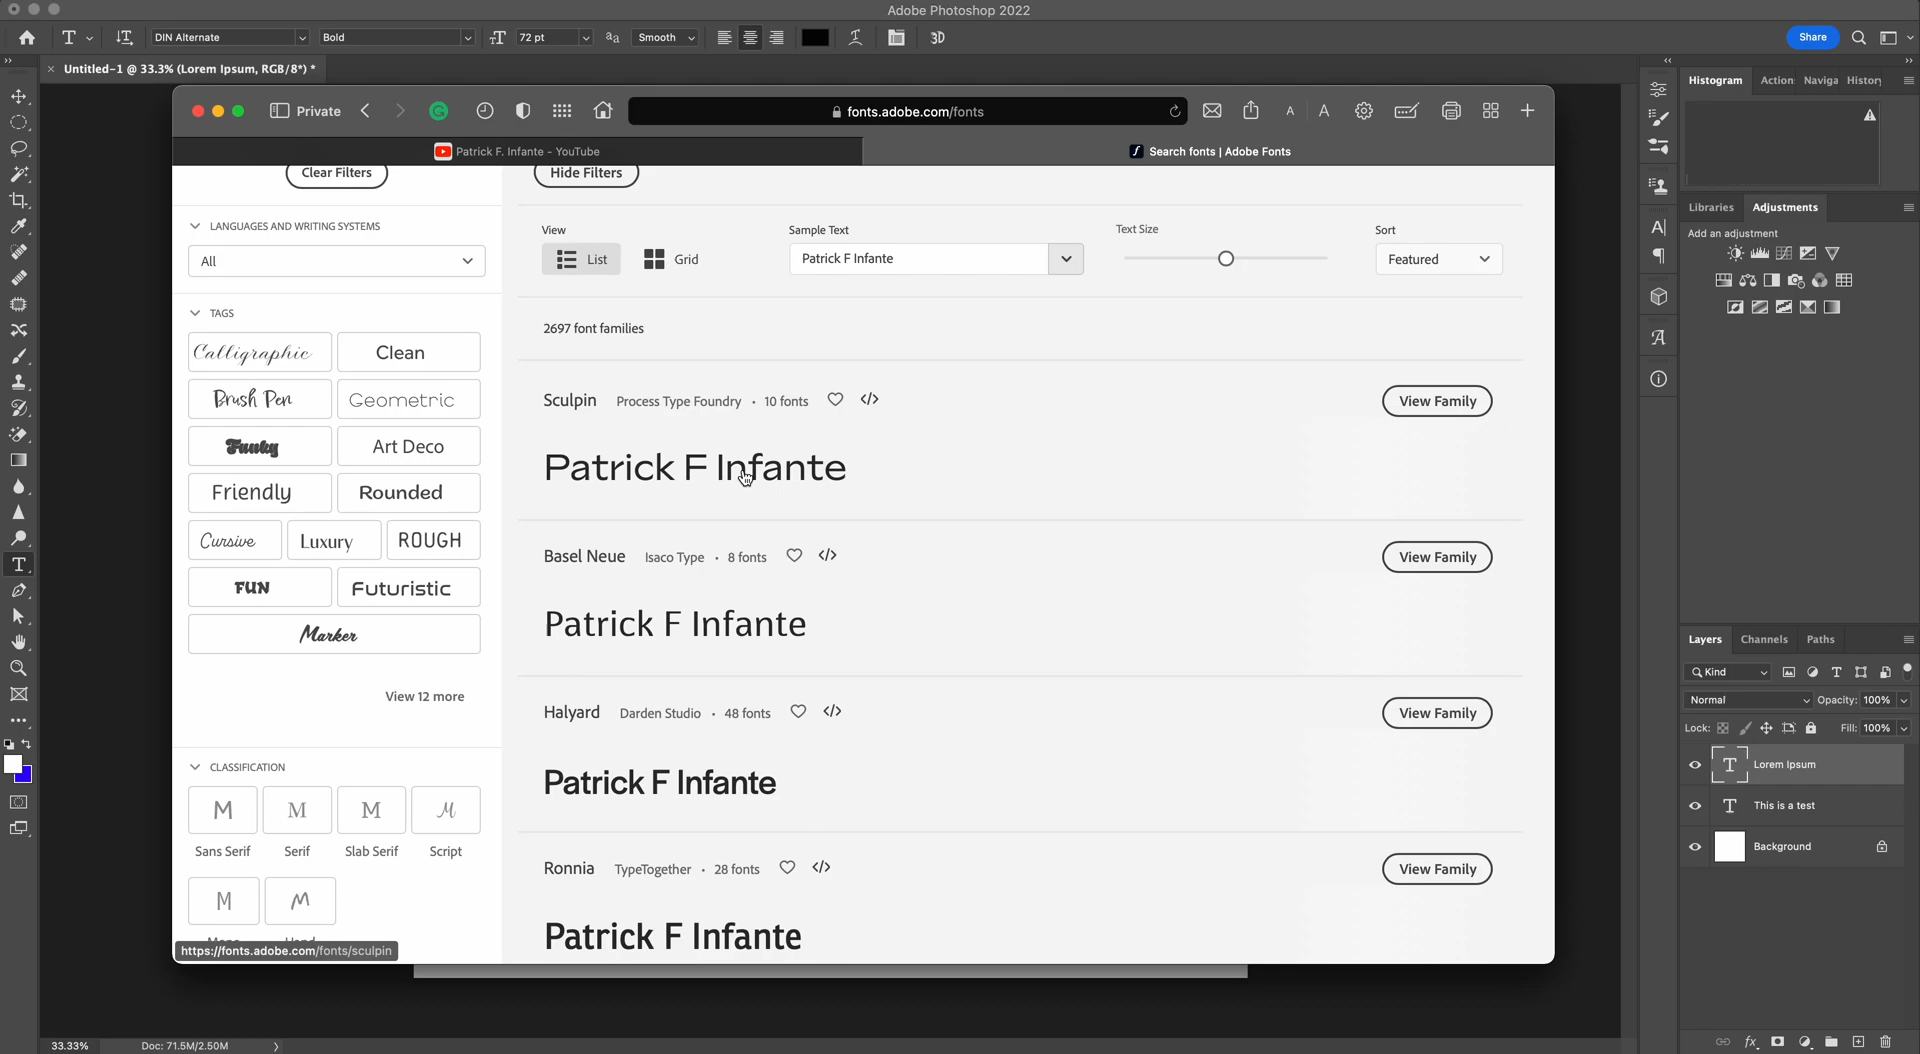 Adobe Photoshop 2022
DIN Alternate Bold 72 pt aa Smooth 3D Share
Untitled-1 @ 33.3% (Lorem Ipsum, RGB/8*) *
Histogram Action Naviga History
Private fonts.adobe.com/fonts A A
Patrick F. Infante - YouTube
Search fonts | Adobe Fonts
Clear Filters
Hide Filters
LANGUAGES AND WRITING SYSTEMS
All
View
List Grid
Sample Text
Patrick F Infante
Text Size
Sort
Featured
TAGS
Calligraphic Clean
Brush Pen Geometric
Funky Art Deco
Friendly Rounded
Cursive Luxury ROUGH
FUN Futuristic
Marker
View 12 more
CLASSIFICATION
M M M M
Sans Serif Serif Slab Serif Script
M M
https://fonts.adobe.com/fonts/sculpin
2697 font families
Sculpin Process Type Foundry · 10 fonts </> View Family
Patrick F Infante
Basel Neue Isaco Type · 8 fonts </> View Family
Patrick F Infante
Halyard Darden Studio · 48 fonts </> View Family
Patrick F Infante
Ronnia TypeTogether · 28 fonts </> View Family
Patrick F Infante
Libraries Adjustments
Add an adjustment
Layers Channels Paths
Kind
Normal Opacity: 100%
Lock: Fill: 100%
T Lorem Ipsum
T This is a test
Background
fx
33.33% Doc: 71.5M/2.50M